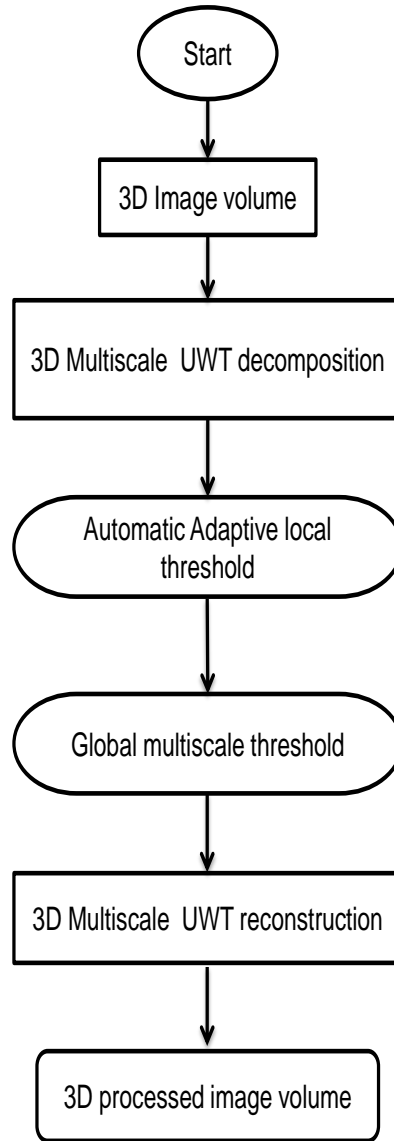 Start
3D Image volume
3D Multiscale UWT decomposition
Automatic Adaptive local
threshold
Global multiscale threshold
3D Multiscale UWT reconstruction
3D processed image volume